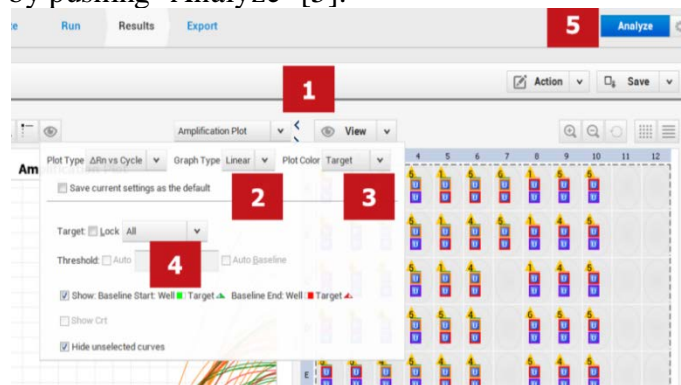 by pushing "Analyze" [5].
Run Results Export 5 Analyze
1 Action Save
Amplification Plot View
Plot Type ΔRn vs Cycle Graph Type Linear Plot Color Target 4 5 6 7 8 9 10 11 12
Am
Save current settings as the default
2 3
Target: Lock All
Threshold: Auto 4 Auto Baseline
Show: Baseline Start: Well Target Baseline End: Well Target
Show Crt
Hide unselected curves
E